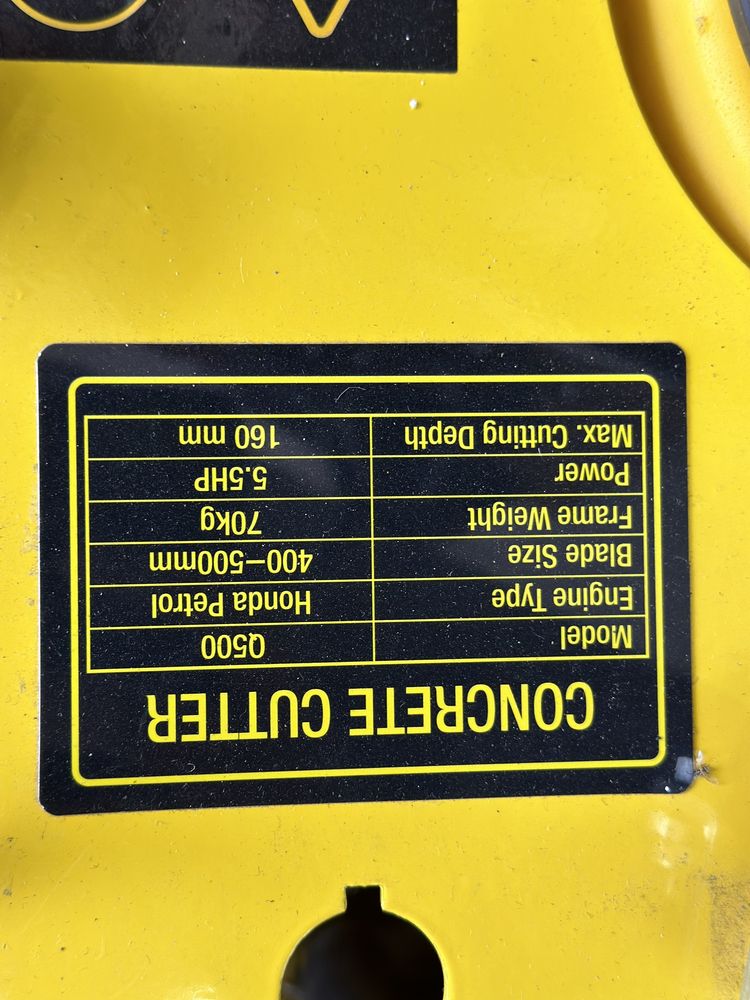 CONCRETE CUTTER
Model Q500
Engine Type Honda Petrol
Blade Size 400–500mm
Frame Weight 70kg
Power 5.5HP
Max. Cutting Depth 160 mm